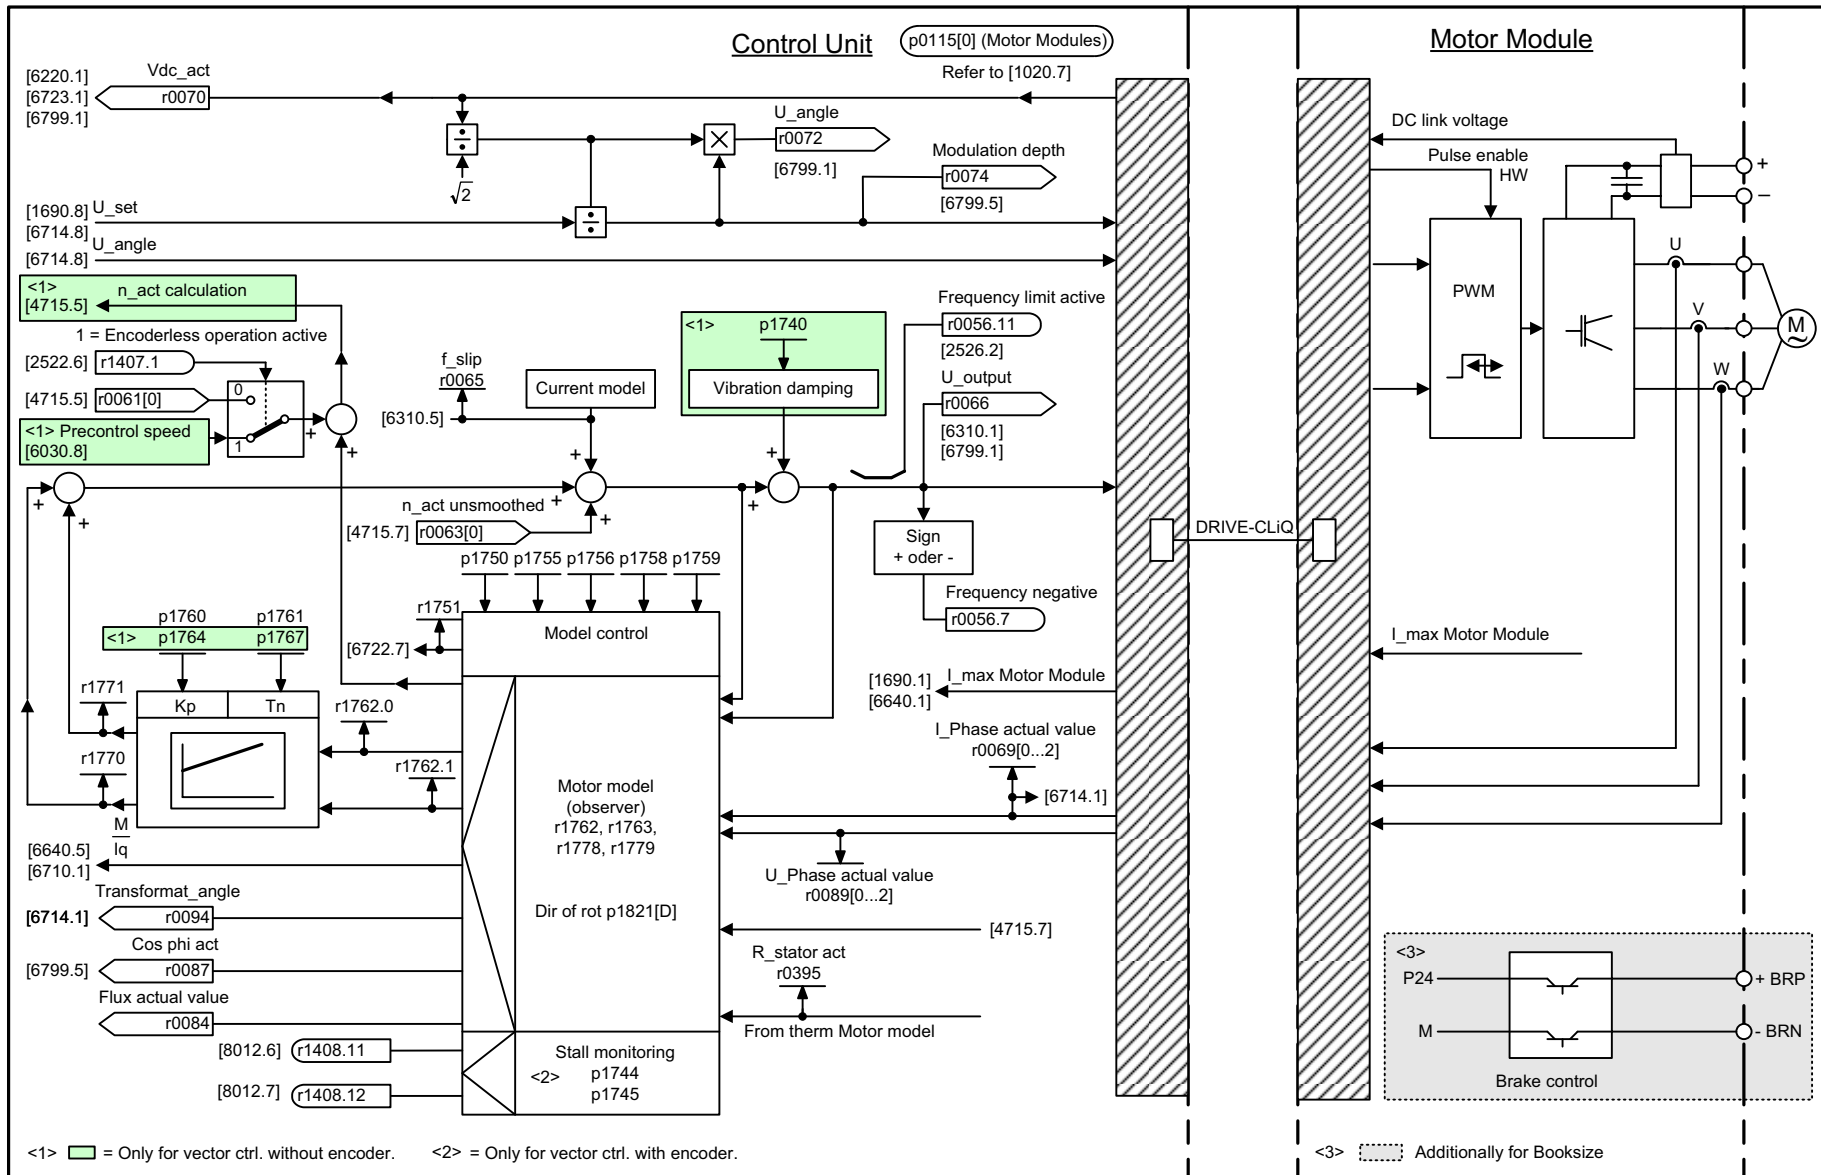 Control Unit
p0115[0] (Motor Modules)
Motor Module
Refer to [1020.7]
[6220.1]
[6723.1]
[6799.1]
Vdc_act
r0070
÷
√2
×
U_angle
r0072
[6799.1]
Modulation depth
r0074
[6799.5]
[1690.8]
[6714.8]
U_set
÷
U_angle
[6714.8]
DC link voltage
Pulse enable
HW
+
–
PWM
U
V
W
M
~
<1>
n_act calculation
[4715.5]
1 = Encoderless operation active
[2522.6]
r1407.1
[4715.5]
r0061[0]
0
1
<1> Precontrol speed
[6030.8]
+
+
f_slip
r0065
[6310.5]
Current model
<1>
p1740
Vibration damping
Frequency limit active
r0056.11
[2526.2]
U_output
r0066
[6310.1]
[6799.1]
+
+
+
+
+
+
+
n_act unsmoothed
[4715.7]
r0063[0]
Sign
+ oder -
Frequency negative
r0056.7
DRIVE-CLiQ
p1750
p1755
p1756
p1758
p1759
r1751
[6722.7]
Model control
p1760
p1761
<1>
p1764
p1767
Kp
Tn
r1771
r1770
r1762.0
r1762.1
I_max Motor Module
[1690.1]
[6640.1]
I_max Motor Module
I_Phase actual value
r0069[0...2]
[6714.1]
Motor model
(observer)
r1762, r1763,
r1778, r1779
Dir of rot p1821[D]
U_Phase actual value
r0089[0...2]
[4715.7]
R_stator act
r0395
From therm Motor model
M
Iq
[6640.5]
[6710.1]
Transformat_angle
[6714.1]
r0094
Cos phi act
[6799.5]
r0087
Flux actual value
r0084
[8012.6]
r1408.11
[8012.7]
r1408.12
Stall monitoring
<2>
p1744
p1745
<3>
P24
M
+ BRP
- BRN
Brake control
<1> = Only for vector ctrl. without encoder.
<2> = Only for vector ctrl. with encoder.
<3> Additionally for Booksize